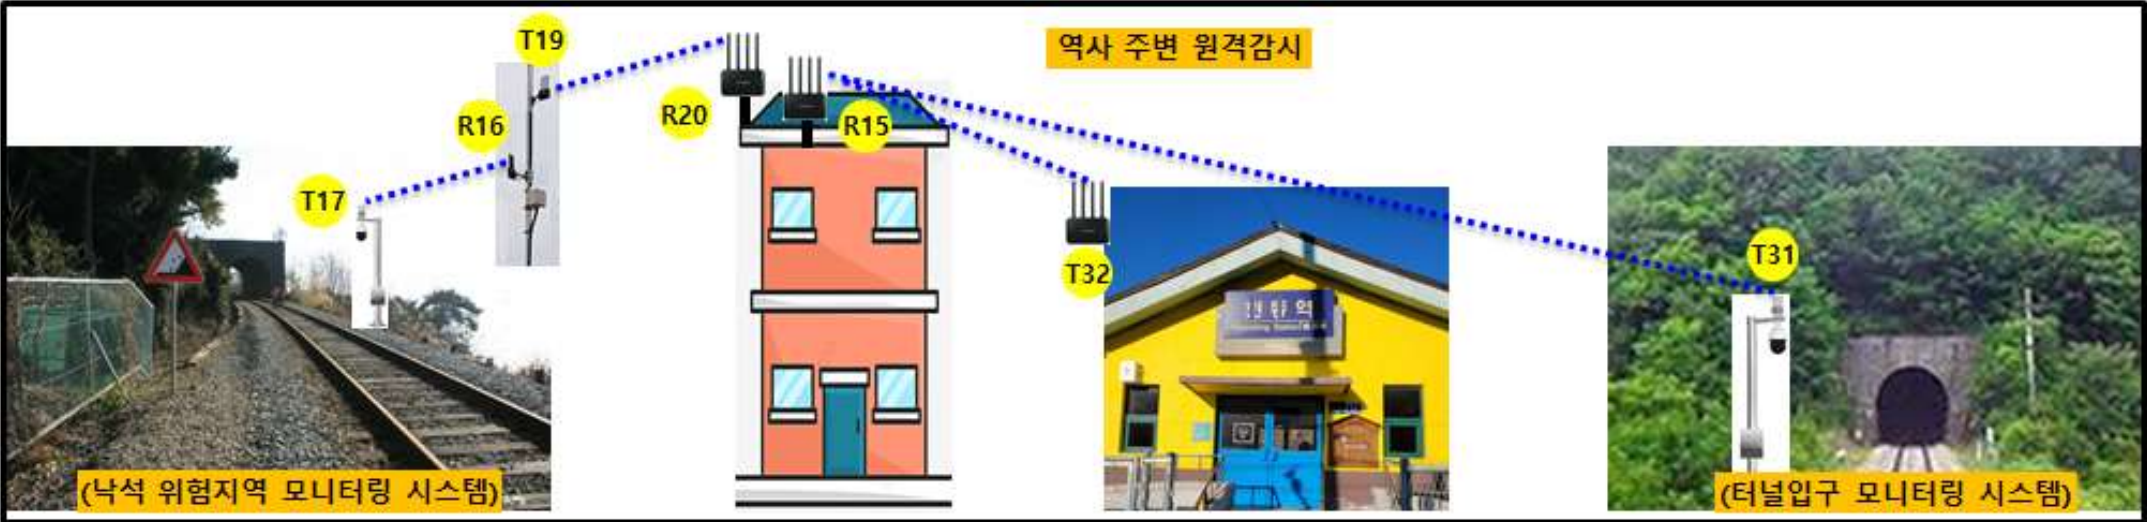 T19
역사 주변 원격감시
R16
R20
R15
T17
T32
T31
(낙석 위험지역 모니터링 시스템)
(터널입구 모니터링 시스템)